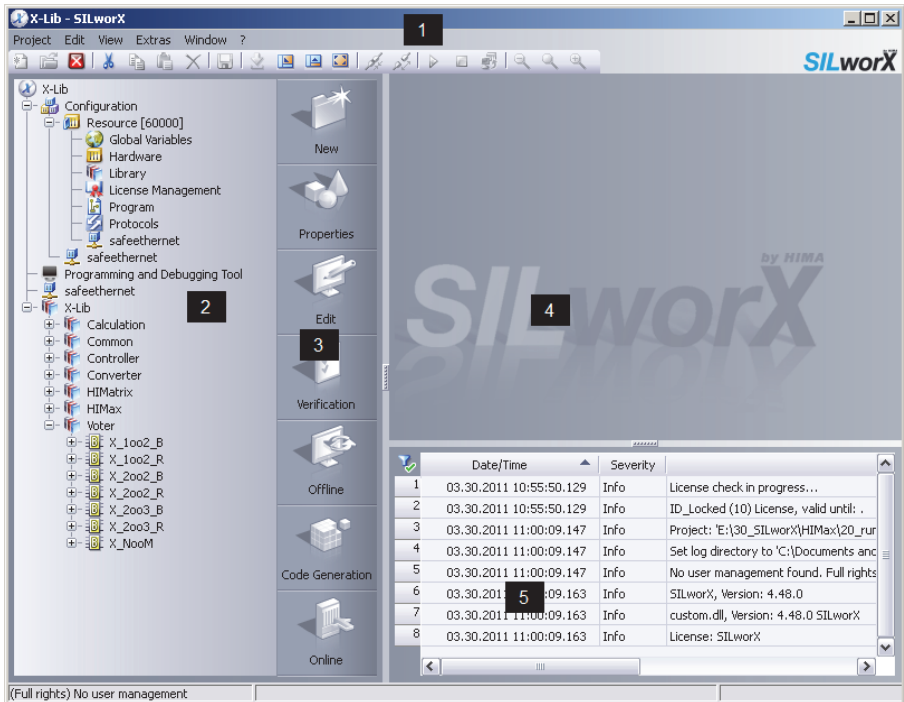 X-Lib - SILworX
Project Edit View Extras Window ?
1
SILworX
X-Lib
Configuration
Resource [60000]
Global Variables
Hardware
Library
License Management
Program
Protocols
safeethernet
safeethernet
Programming and Debugging Tool
safeethernet
X-Lib
Calculation
Common
Controller
Converter
HIMatrix
HIMax
Voter
X_1oo2_B
X_1oo2_R
X_2oo2_B
X_2oo2_R
X_2oo3_B
X_2oo3_R
X_NooM
2
New
Properties
Edit
3
Verification
Offline
Code Generation
Online
by HIMA
SILworX
4
Date/Time Severity
1 03.30.2011 10:55:50.129 Info License check in progress...
2 03.30.2011 10:55:50.129 Info ID_Locked (10) License, valid until: .
3 03.30.2011 11:00:09.147 Info Project: 'E:\30_SILworX\HIMax\20_run
4 03.30.2011 11:00:09.147 Info Set log directory to 'C:\Documents and
5 03.30.2011 11:00:09.147 Info No user management found. Full rights
6 03.30.2011 11:00:09.163 Info SILworX, Version: 4.48.0
7 03.30.2011 11:00:09.163 Info custom.dll, Version: 4.48.0 SILworX
8 03.30.2011 11:00:09.163 Info License: SILworX
5
(Full rights) No user management